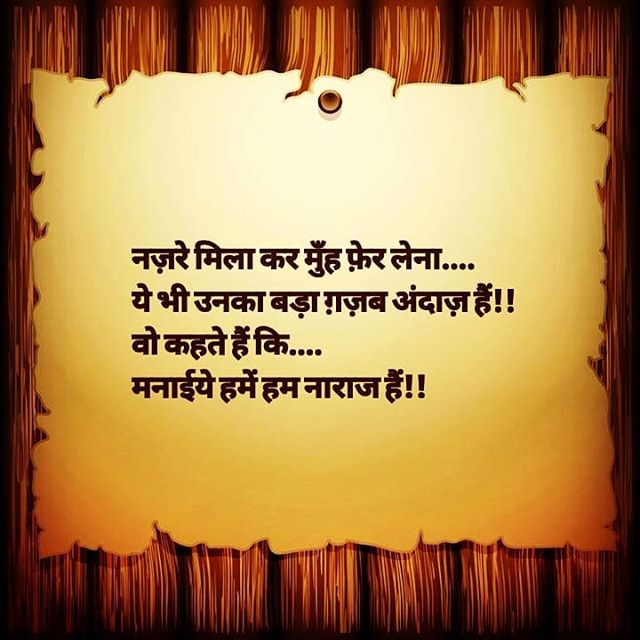 नज़रे मिला कर मुँह फ़ेर लेना....
ये भी उनका बड़ा ग़ज़ब अंदाज़ हैं!!
वो कहते हैं कि....
मनाईये हमें हम नाराज हैं!!